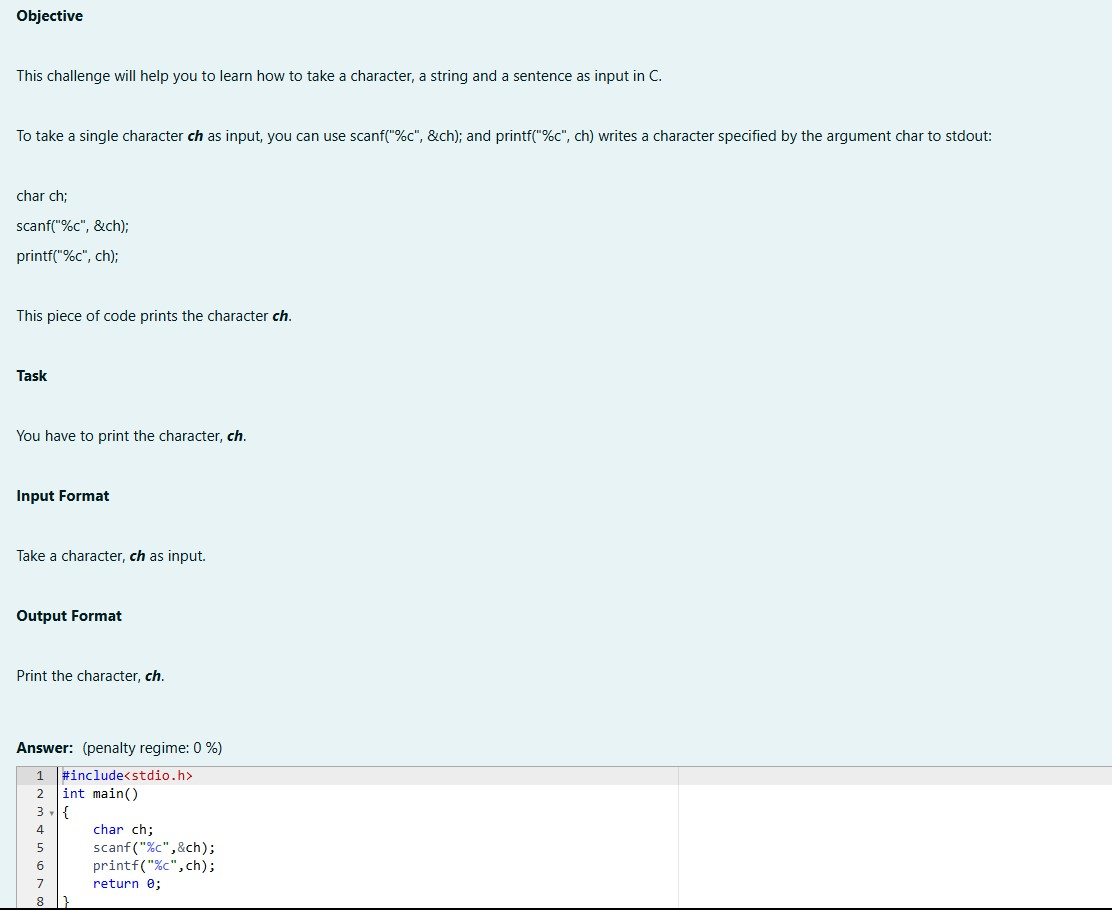 Objective
This challenge will help you to learn how to take a character, a string and a sentence as input in C.
To take a single character ch as input, you can use scanf("%c", &ch); and printf("%c", ch) writes a character specified by the argument char to stdout:
char ch;
scanf("%c", &ch);
printf("%c", ch);
This piece of code prints the character ch.
Task
You have to print the character, ch.
Input Format
Take a character, ch as input.
Output Format
Print the character, ch.
Answer: (penalty regime: 0 %)
1 #include<stdio.h>
2 int main()
3 {
4     char ch;
5     scanf("%c",&ch);
6     printf("%c",ch);
7     return 0;
8 }